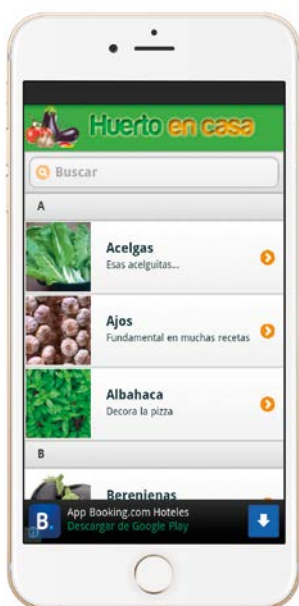 Huerto en casa
Buscar
A
Acelgas
Esas acelguitas...
Ajos
Fundamental en muchas recetas
Albahaca
Decora la pizza
B
Berenjenas
B.
App Booking.com Hoteles
Descargar de Google Play